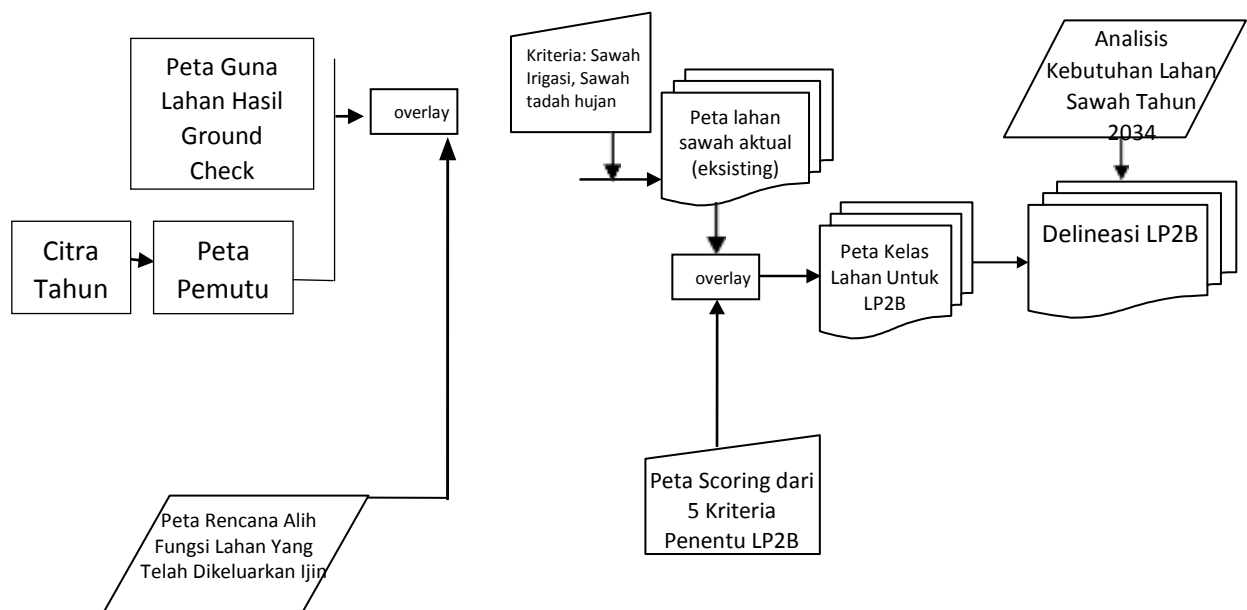 Peta Guna
Lahan Hasil
Ground
Check
overlay
Citra
Tahun
Peta
Pemutu
Peta Rencana Alih
Fungsi Lahan Yang
Telah Dikeluarkan Ijin
Kriteria: Sawah
Irigasi, Sawah
tadah hujan
Peta lahan
sawah aktual
(eksisting)
overlay
Peta Scoring dari
5 Kriteria
Penentu LP2B
Peta Kelas
Lahan Untuk
LP2B
Analisis
Kebutuhan Lahan
Sawah Tahun
2034
Delineasi LP2B